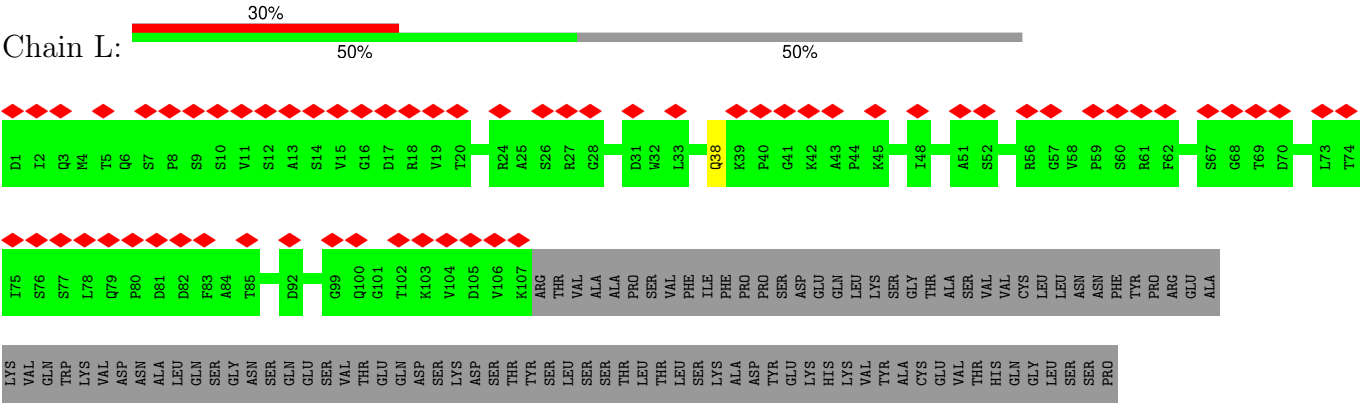 30%
Chain L:
50% 50%
D1 I2 Q3 M4 T5 Q6 S7 P8 S9 S10 V11 S12 A13 S14 V15 G16 D17 R18 V19 T20 R24 A25 S26 R27 G28 D31 W32 L33 Q38 K39 P40 G41 K42 A43 P44 K45 I48 A51 S52 R56 G57 V58 P59 S60 R61 F62 S67 G68 T69 D70 L73 T74
I75 S76 S77 L78 Q79 P80 D81 D82 F83 A84 T85 D92 G99 Q100 G101 T102 K103 V104 D105 V106 K107 ARG THR VAL ALA ALA PRO SER VAL PHE ILE PHE PRO PRO SER ASP GLU GLN LEU LYS SER GLY THR ALA SER VAL VAL CYS LEU LEU ASN ASN PHE TYR PRO ARG GLU ALA
LYS VAL GLN TRP LYS VAL ASP ASN ALA LEU GLN SER GLY ASN SER GLN GLU SER VAL THR GLU GLN ASP SER LYS ASP SER THR TYR SER LEU SER SER THR LEU THR LEU SER LYS ALA ASP TYR GLU LYS HIS LYS VAL TYR ALA CYS GLU VAL THR HIS GLN GLY LEU SER SER PRO